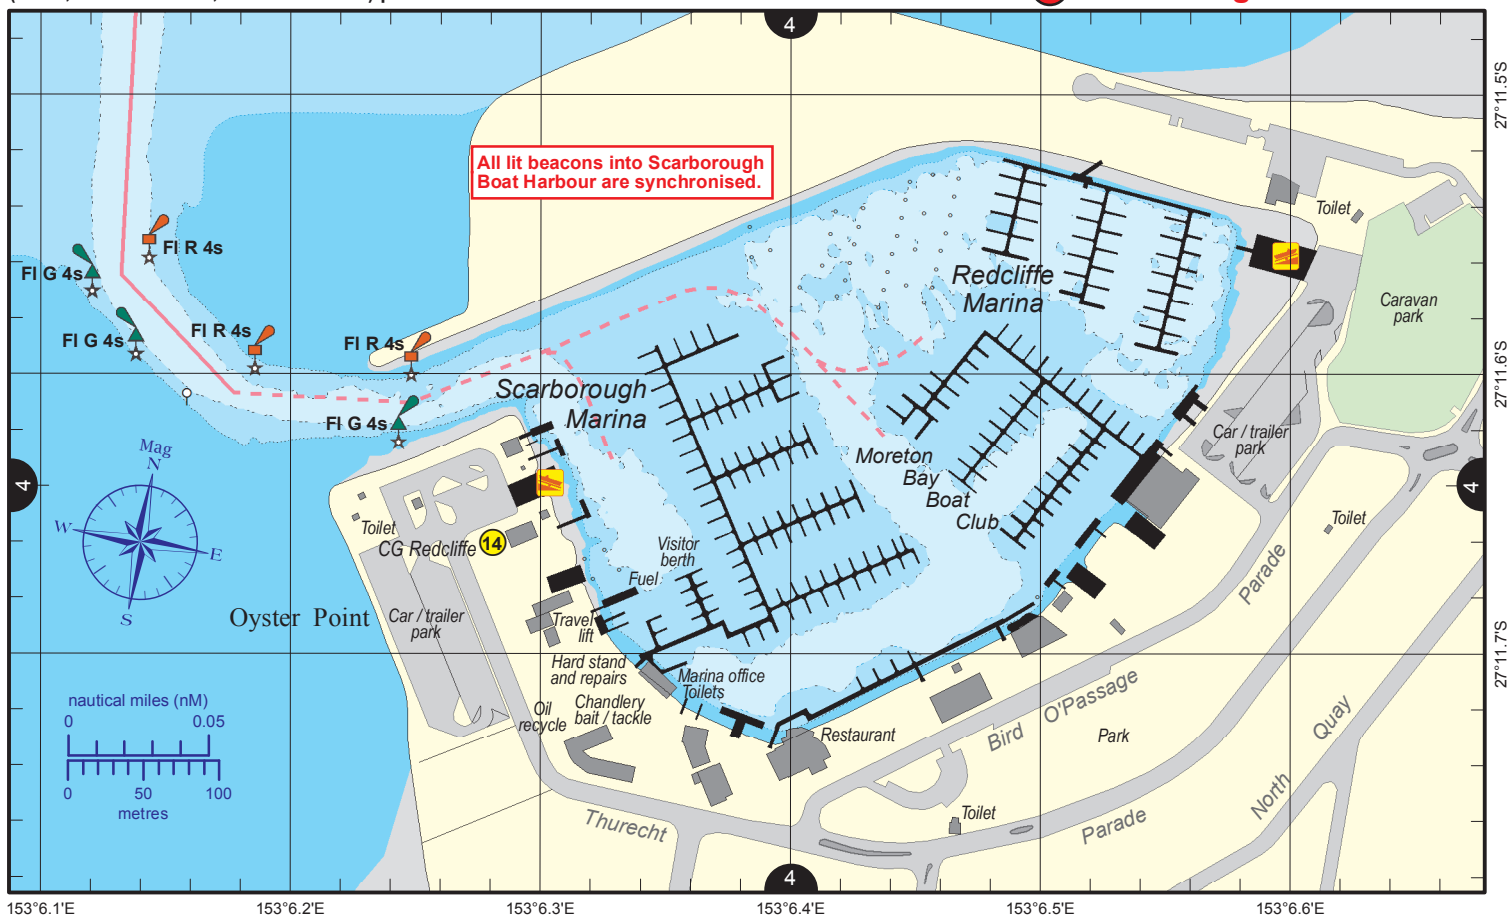 4
All lit beacons into Scarborough
Boat Harbour are synchronised.
27°11.5'S
Toilet
Fl R 4s
Fl G 4s
Redcliffe
Marina
Caravan
park
Fl R 4s
Fl G 4s
Fl R 4s
27°11.6'S
Scarborough
Marina
Fl G 4s
Car / trailer
park
Mag
N
W
E
S
4
4
Moreton
Bay
Boat
Club
Toilet
CG Redcliffe
14
Toilet
Visitor
berth
Fuel
Parade
Oyster Point
Car / trailer
park
Travel
lift
27°11.7'S
Hard stand
and repairs
Marina office
Toilets
nautical miles (nM)
0
0.05
Oil
recycle
Chandlery
bait / tackle
Restaurant
Bird
O'Passage
Park
Quay
North
0
50
100
metres
Thurecht
Toilet
Parade
4
153°6.1'E
153°6.2'E
153°6.3'E
153°6.4'E
153°6.5'E
153°6.6'E